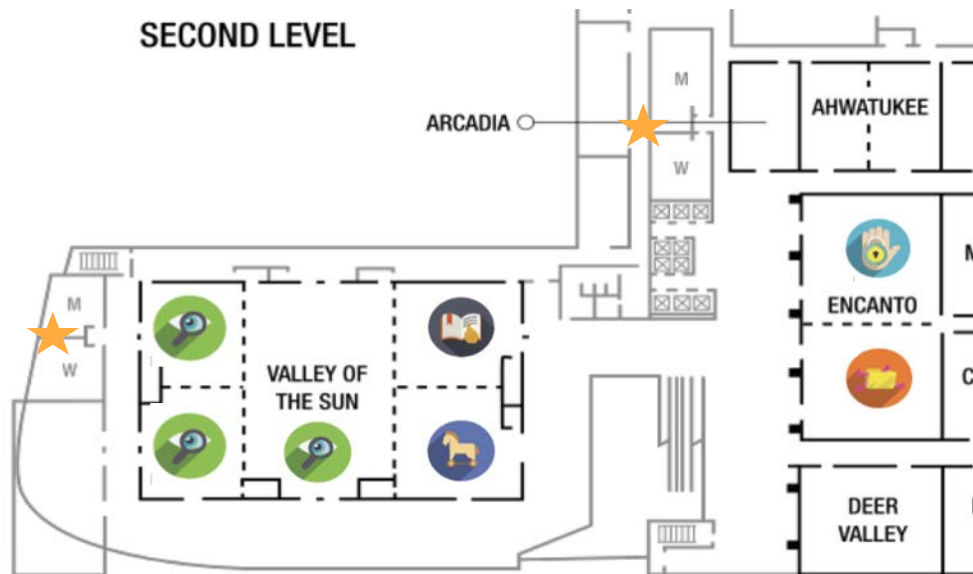 SECOND LEVEL
M
ARCADIA
AHWATUKEE
W
M
ENCANTO
M
W
VALLEY OF
THE SUN
C
DEER
VALLEY